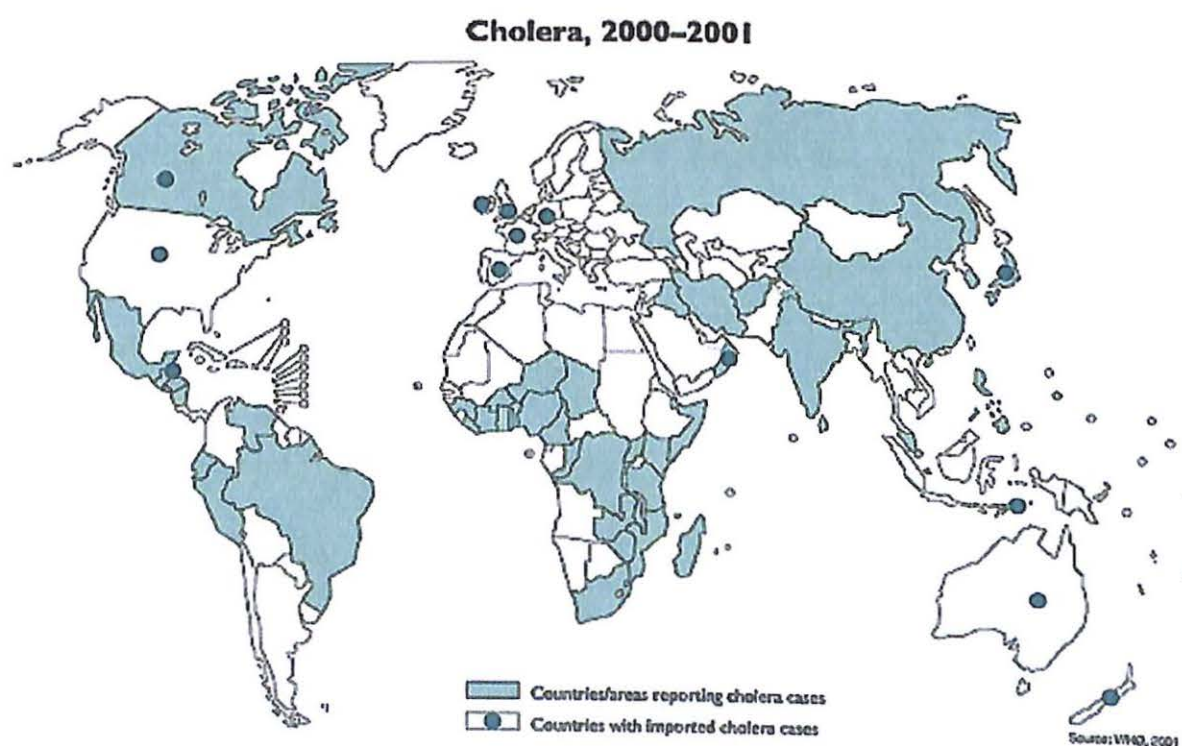 Cholera, 2000–2001
Countries/areas reporting cholera cases
Countries with imported cholera cases
Source: WHO, 2001